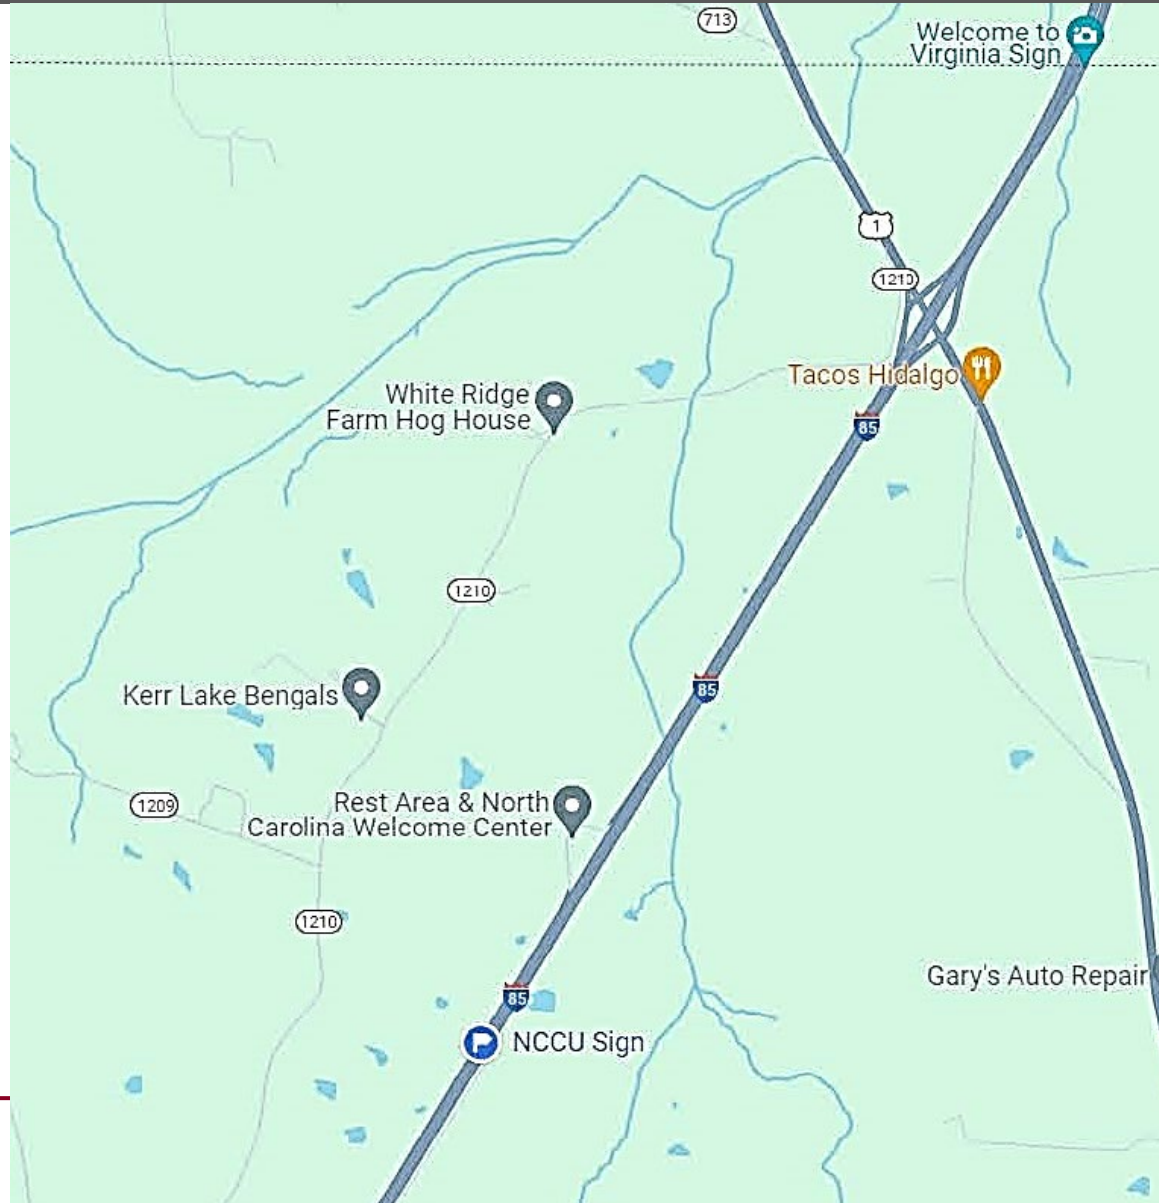 713
Welcome to
Virginia Sign
1
1210
Tacos Hidalgo
White Ridge
Farm Hog House
85
1210
85
Kerr Lake Bengals
1209
Rest Area & North
Carolina Welcome Center
1210
Gary's Auto Repair
85
NCCU Sign